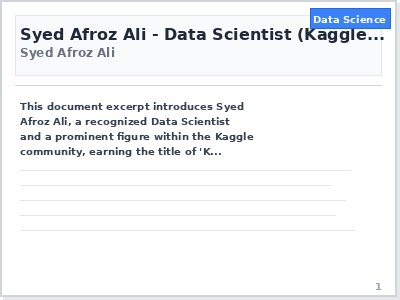 Data Science
Syed Afroz Ali - Data Scientist (Kaggle...
Syed Afroz Ali
This document excerpt introduces Syed
Afroz Ali, a recognized Data Scientist
and a prominent figure within the Kaggle
community, earning the title of 'K...
1